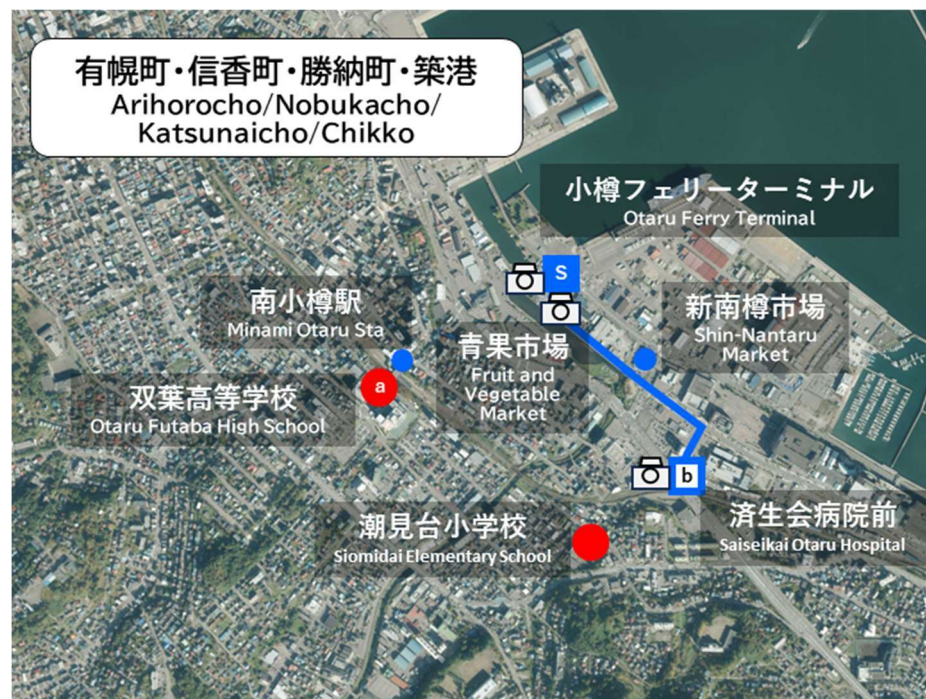 有幌町・信香町・勝納町・築港
Arihorocho/Nobukacho/
Katsunaicho/Chikko
小樽フェリーターミナル
Otaru Ferry Terminal
S
南小樽駅
Minami Otaru Sta
新南樽市場
Shin-Nantaru
Market
青果市場
Fruit and
Vegetable
Market
a
双葉高等学校
Otaru Futaba High School
b
済生会病院前
Saiseikai Otaru Hospital
潮見台小学校
Siomidai Elementary School